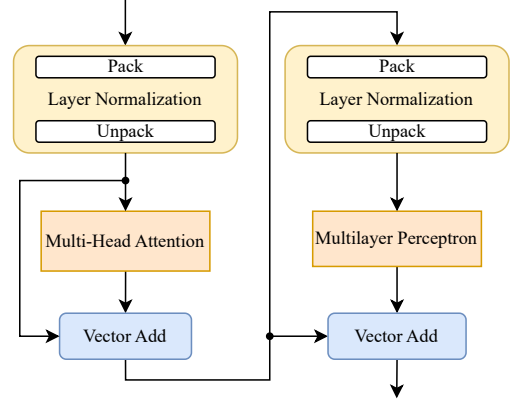 Pack
Layer Normalization
Unpack
Multi-Head Attention
Vector Add
Pack
Layer Normalization
Unpack
Multilayer Perceptron
Vector Add